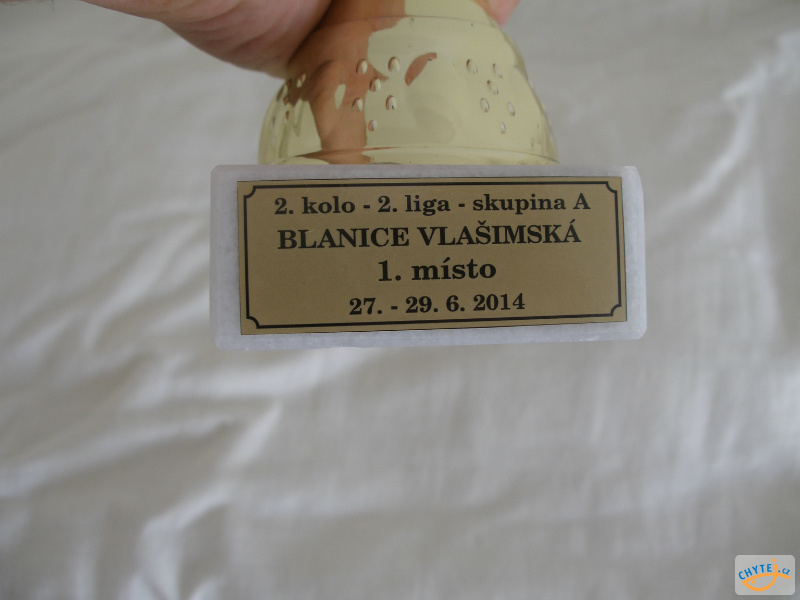 2. kolo - 2. liga - skupina A
BLANICE VLAŠIMSKÁ
1. místo
27. - 29. 6. 2014
CHYTEJ.cz